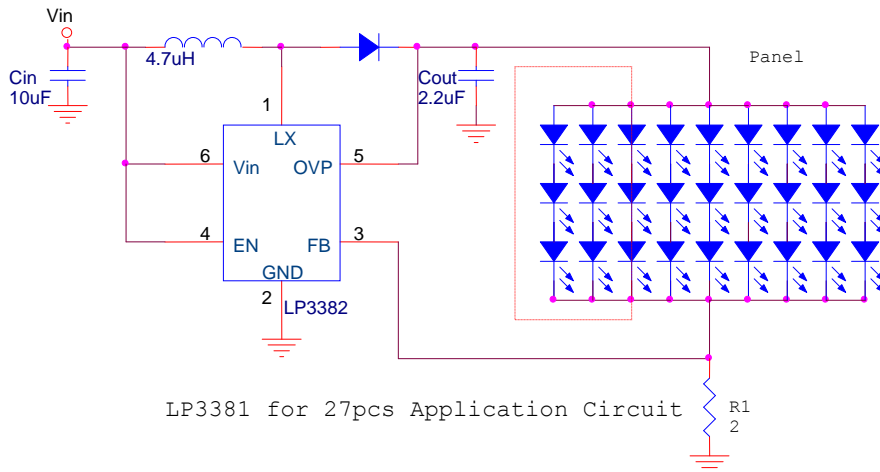 Vin
4.7uH
Panel
Cin
10uF
Cout
2.2uF
1
LX
6
Vin
OVP
5
4
EN
FB
3
GND
2
LP3382
LP3381 for 27pcs Application Circuit
R1
2